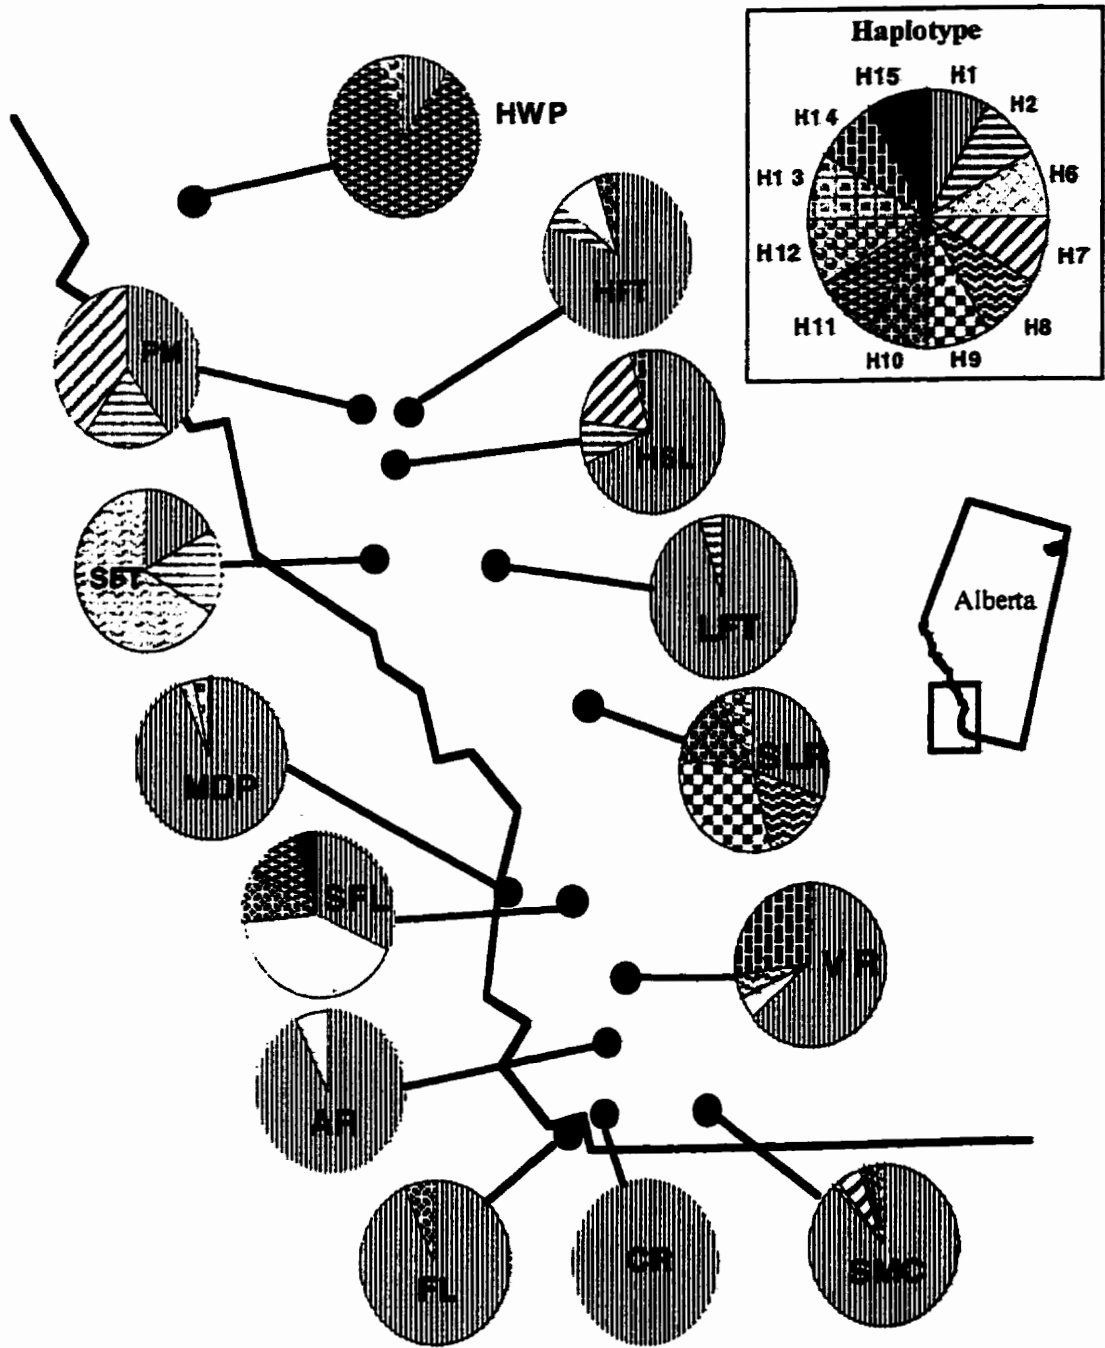 Haplotype
H15
H1
H14
H2
H13
H6
H12
H7
H11
H8
H10
H9
HWP
HFT
PM
HSL
SFT
LFT
Alberta
MDP
SLR
SFL
VR
AR
FL
CR
SMC